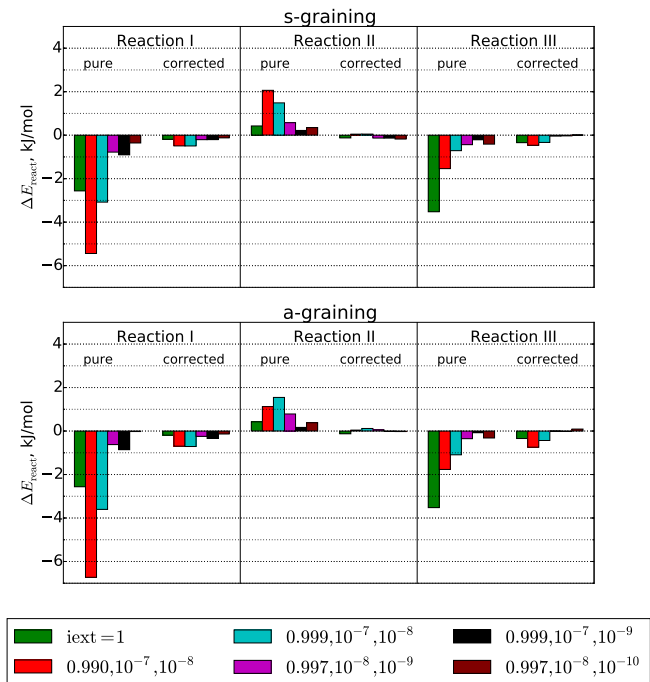 s-graining
Reaction I Reaction II Reaction III
pure corrected pure corrected pure corrected
4
2
0
−2
−4
−6
ΔE_react, kJ/mol
a-graining
Reaction I Reaction II Reaction III
pure corrected pure corrected pure corrected
4
2
0
−2
−4
−6
ΔE_react, kJ/mol
iext=1 0.999,10^−7,10^−8 0.999,10^−7,10^−9
0.990,10^−7,10^−8 0.997,10^−8,10^−9 0.997,10^−8,10^−10